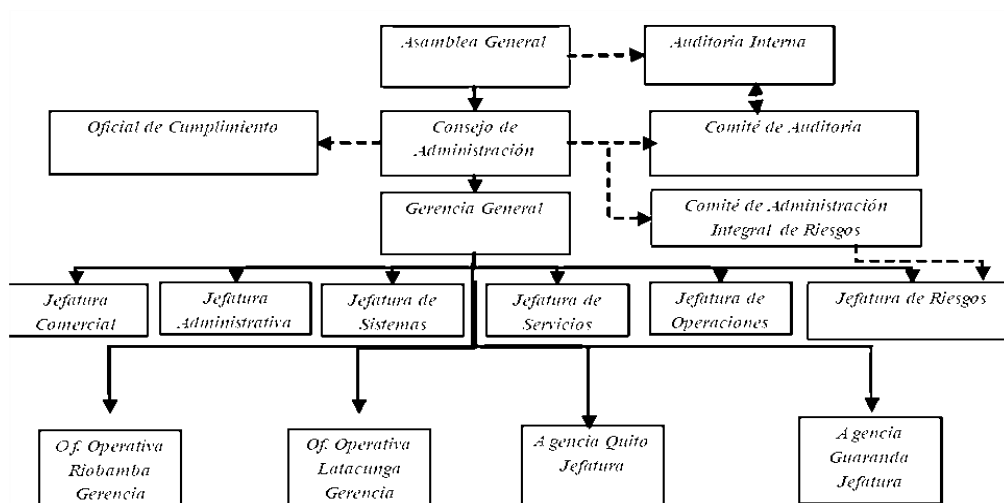 Asamblea General
Auditoria Interna
Oficial de Cumplimiento
Consejo de
Administración
Comité de Auditoria
Gerencia General
Comité de Administración
Integral de Riesgos
Jefatura
Comercial
Jefatura
Administrativa
Jefatura de
Sistemas
Jefatura de
Servicios
Jefatura de
Operaciones
Jefatura de Riesgos
Of. Operativa
Riobamba
Gerencia
Of. Operativa
Latacunga
Gerencia
Agencia Quito
Jefatura
Agencia
Guaranda
Jefatura